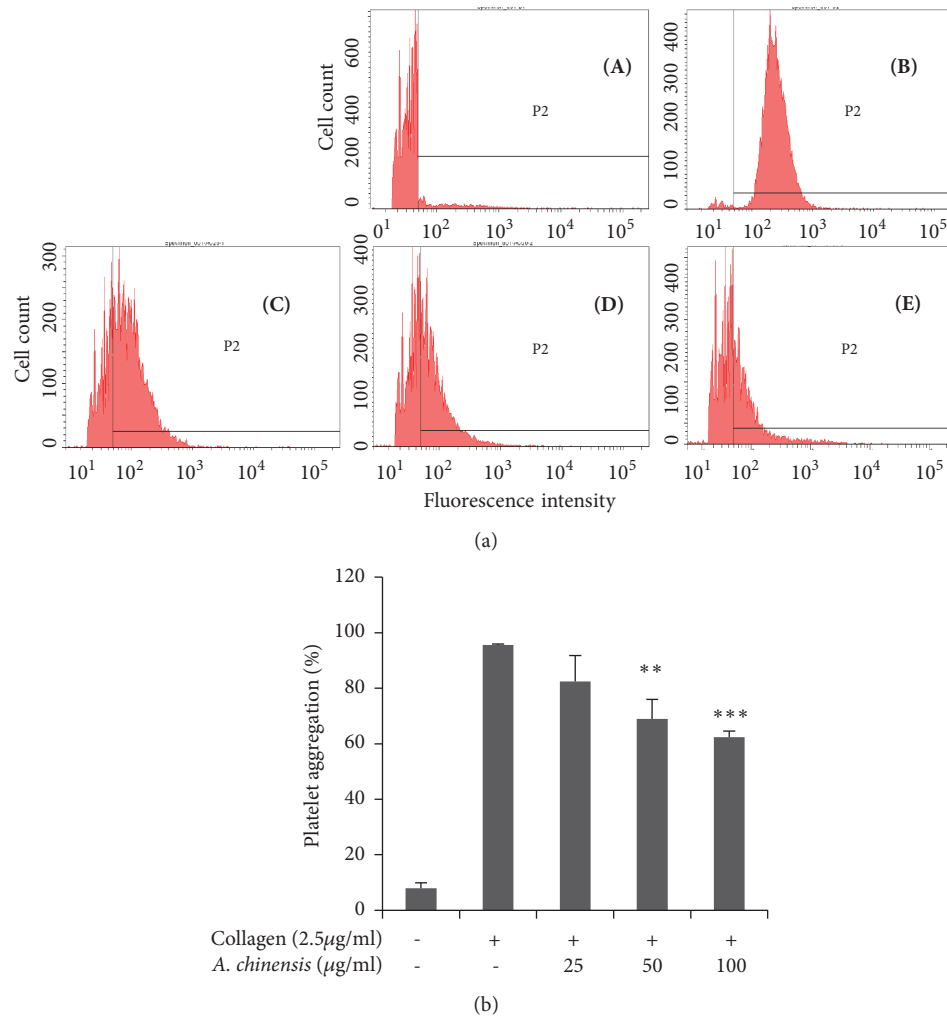 (A)
P2
Cell count
600
400
200
0
10¹ 10² 10³ 10⁴ 10⁵
(B)
P2
400
300
200
100
0
10¹ 10² 10³ 10⁴ 10⁵
(C)
P2
Cell count
300
200
100
0
10¹ 10² 10³ 10⁴ 10⁵
(D)
P2
400
300
200
100
0
10¹ 10² 10³ 10⁴ 10⁵
(E)
P2
400
300
200
100
0
10¹ 10² 10³ 10⁴ 10⁵
Fluorescence intensity
(a)
Platelet aggregation (%)
120
100
80
60
40
20
0
**
***
Collagen (2.5µg/ml) - + + + +
A. chinensis (µg/ml) - - 25 50 100
(b)